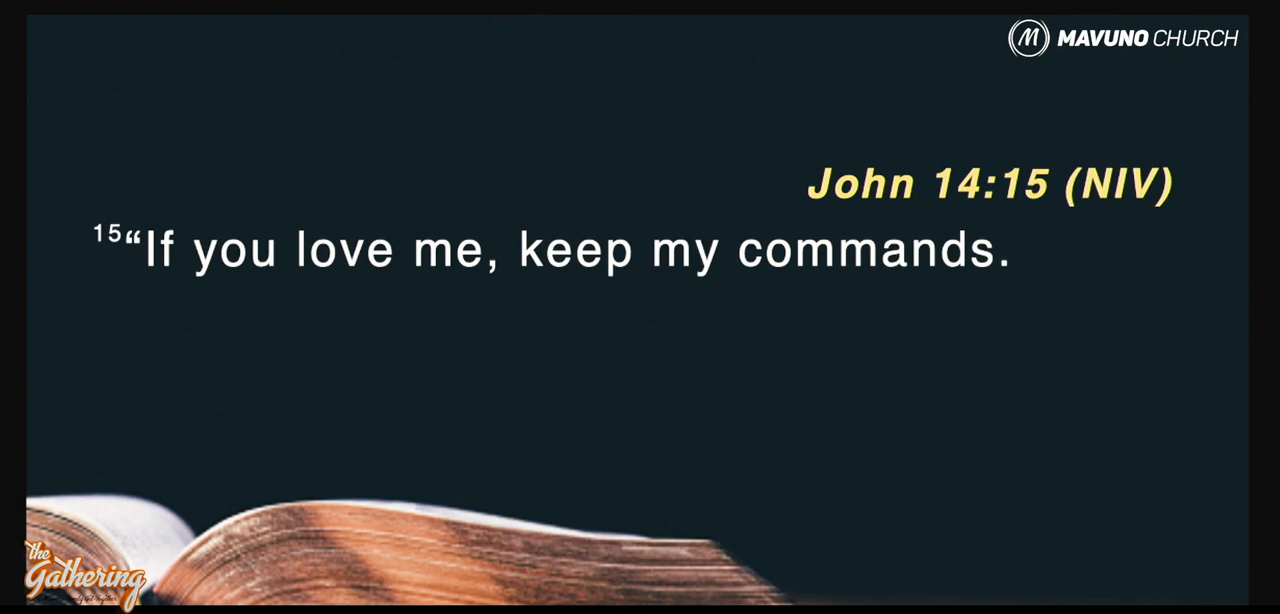 MAVUNO CHURCH
John 14:15 (NIV)
15“If you love me, keep my commands.
the
Gathering